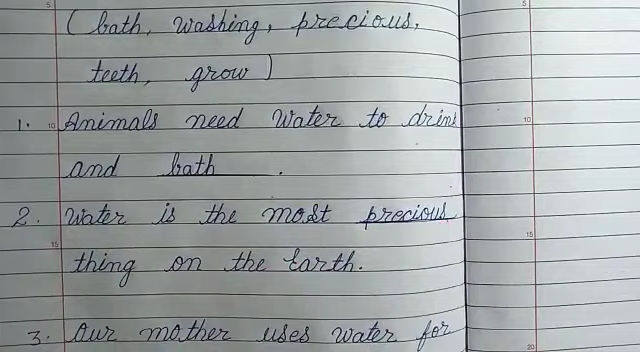 ( bath, washing, precious,
teeth, grow )
1. Animals need Water to drink
and bath .
2. Water is the most precious
thing on the Earth.
3. Our mother uses water for